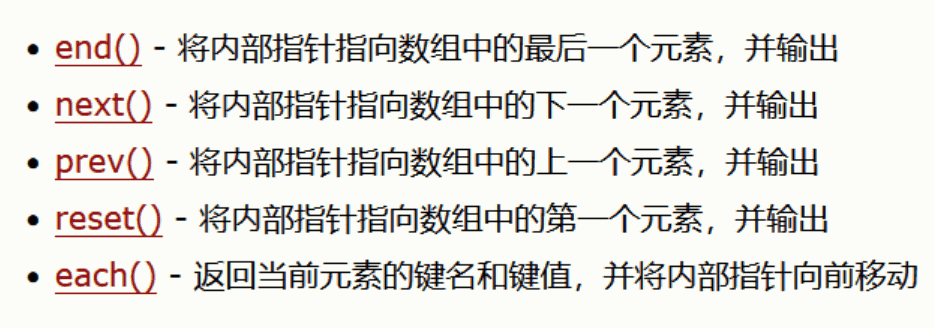 • end() - 将内部指针指向数组中的最后一个元素，并输出
• next() - 将内部指针指向数组中的下一个元素，并输出
• prev() - 将内部指针指向数组中的上一个元素，并输出
• reset() - 将内部指针指向数组中的第一个元素，并输出
• each() - 返回当前元素的键名和键值，并将内部指针向前移动